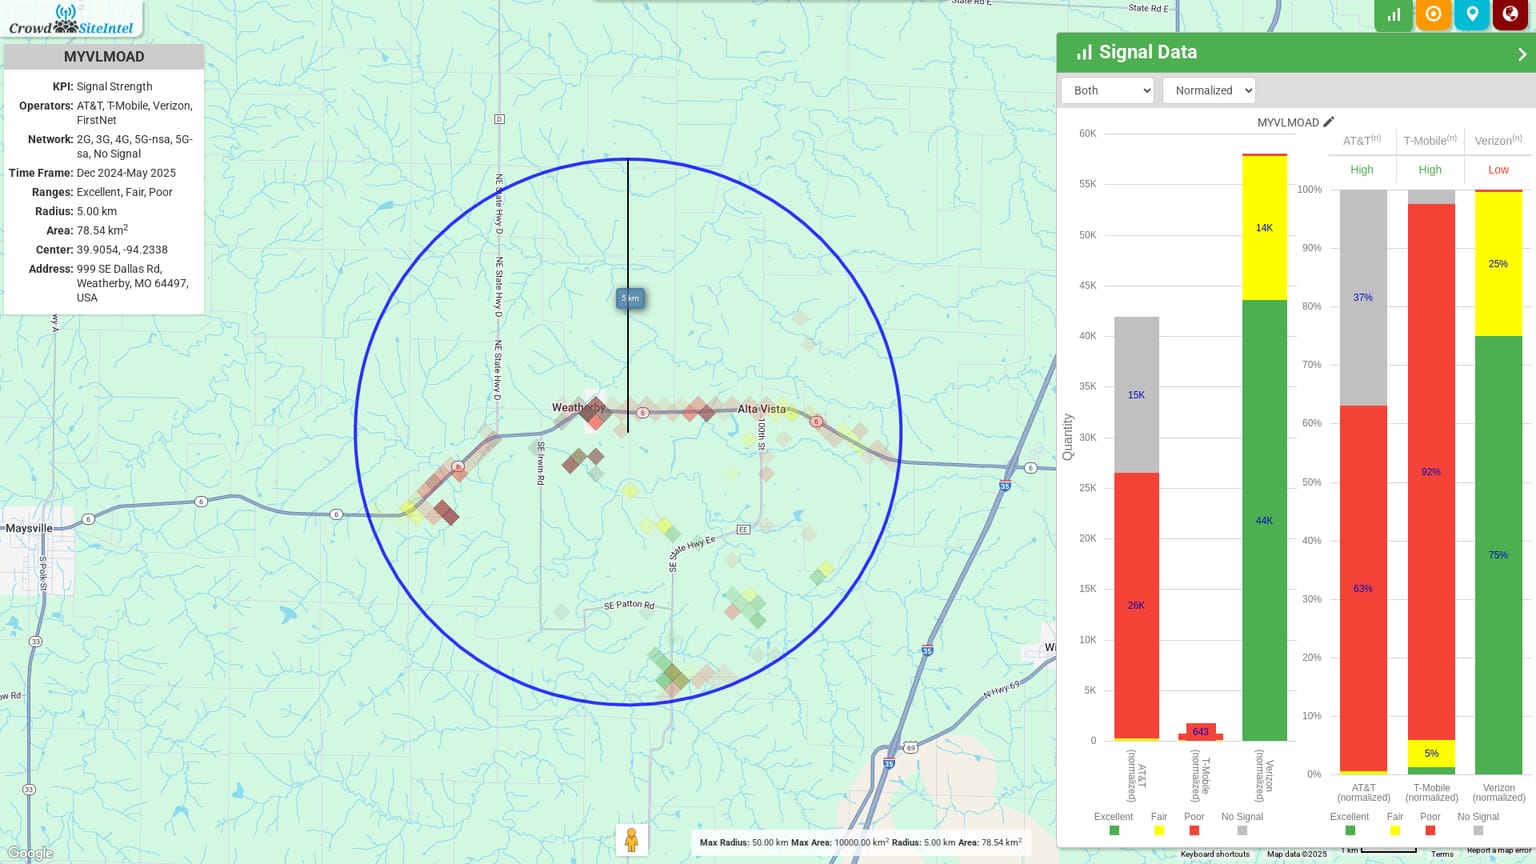 State Rd E
State Rd E
Crowd SiteIntel
MYVLMOAD
KPI: Signal Strength
Operators: AT&T, T-Mobile, Verizon,
FirstNet
Network: 2G, 3G, 4G, 5G-nsa, 5G-
sa, No Signal
Time Frame: Dec 2024-May 2025
Ranges: Excellent, Fair, Poor
Radius: 5.00 km
Area: 78.54 km²
Center: 39.9054, -94.2338
Address: 999 SE Dallas Rd,
Weatherby, MO 64497,
USA
D
NE State Hwy D
NE State Hwy D
NE State Hwy D
5 km
Weatherby
6
Alta Vista
6
100th St
SE Irwin Rd
6
6
35
6
6
6
Maysville
S Polk St
EE
SE State Hwy Ee
SE Patton Rd
33
35
Wi
ow Rd
N Hwy 69
69
35
33
Google
Max Radius: 50.00 km Max Area: 10000.00 km² Radius: 5.00 km Area: 78.54 km²
Signal Data
Both
Normalized
MYVLMOAD
60K
55K
50K
45K
40K
35K
30K
25K
20K
15K
10K
5K
0
Quantity
15K
26K
643
14K
44K
AT&T
(normalized)
T-Mobile
(normalized)
Verizon
(normalized)
Excellent Fair Poor No Signal
AT&T(n) T-Mobile(n) Verizon(n)
High High Low
100%
90%
80%
70%
60%
50%
40%
30%
20%
10%
0%
37%
63%
92%
5%
25%
75%
AT&T
(normalized)
T-Mobile
(normalized)
Verizon
(normalized)
Excellent Fair Poor No Signal
1 km
Keyboard shortcuts Map data ©2025 Terms Report a map error